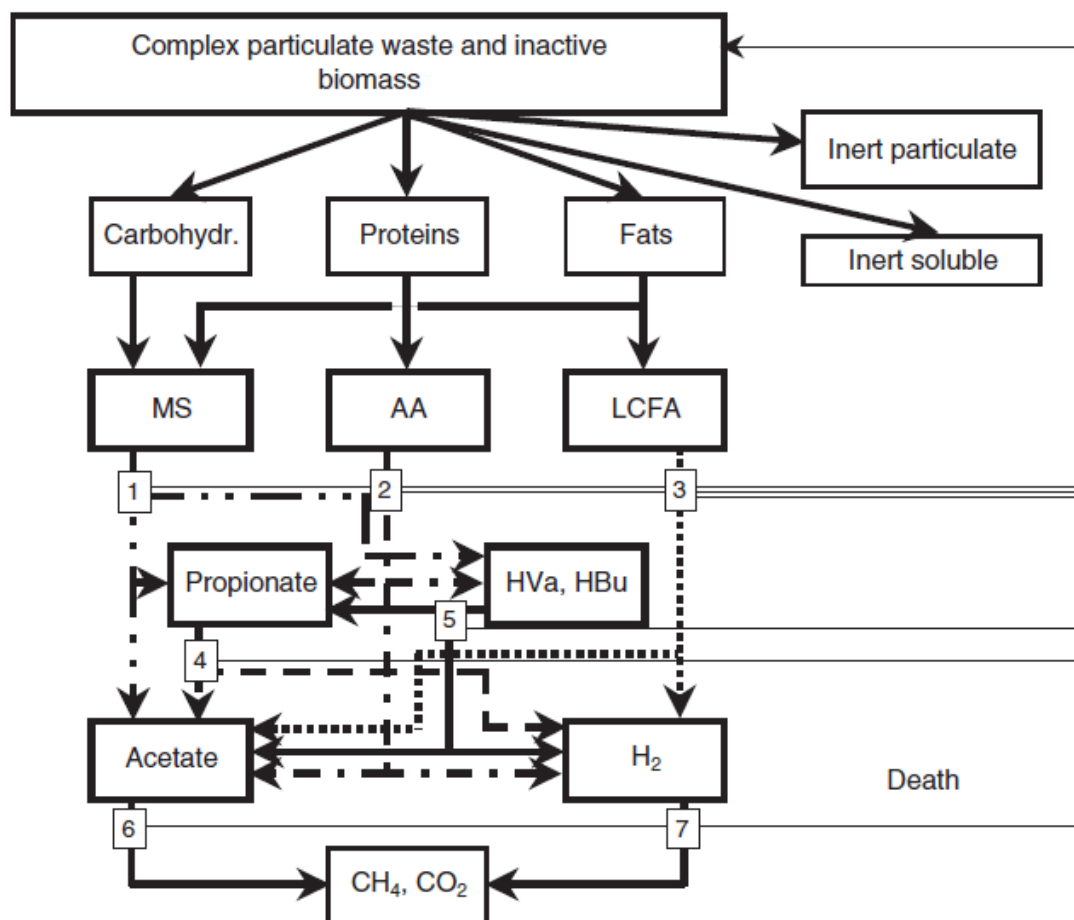 Complex particulate waste and inactive
biomass
Inert particulate
Carbohydr.
Proteins
Fats
Inert soluble
MS
AA
LCFA
1
2
3
Propionate
HVa, HBu
5
4
Acetate
H₂
Death
6
7
CH₄, CO₂